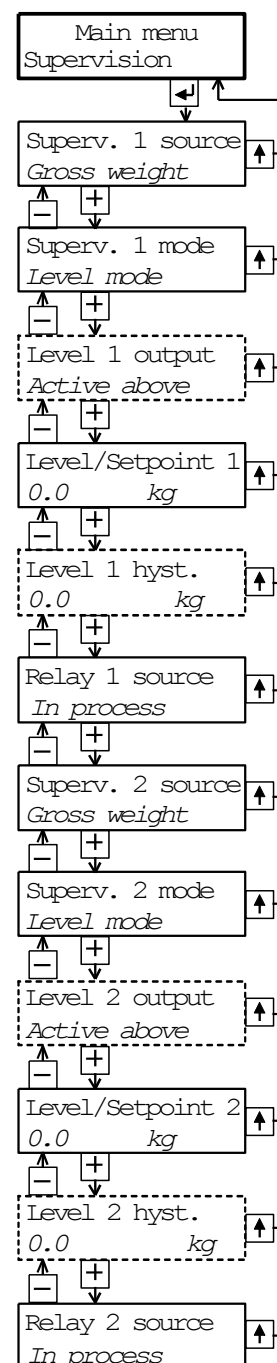 Main menu
Supervision
Superv. 1 source
Gross weight
−
+
Superv. 1 mode
Level mode
−
+
Level 1 output
Active above
−
+
Level/Setpoint 1
0.0 kg
−
+
Level 1 hyst.
0.0 kg
−
+
Relay 1 source
In process
−
+
Superv. 2 source
Gross weight
−
+
Superv. 2 mode
Level mode
−
+
Level 2 output
Active above
−
+
Level/Setpoint 2
0.0 kg
−
+
Level 2 hyst.
0.0 kg
−
+
Relay 2 source
In process